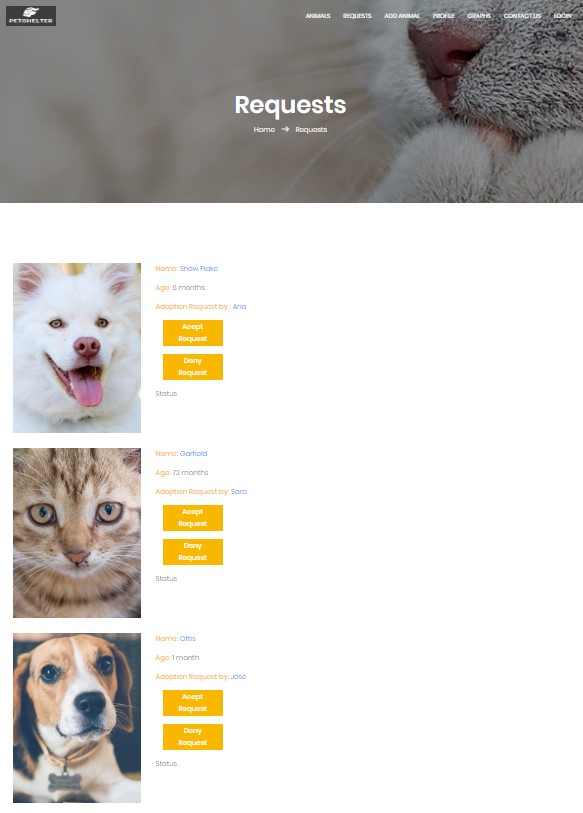 PETSHELTER
ANIMALS REQUESTS ADD ANIMAL PROFILE GRAPHS CONTACT US LOGIN
Requests
Home → Requests
Name: Snow Flake
Age: 6 months
Adoption Request by : Ana
Acept
Request
Deny
Request
Status
Name: Garfield
Age: 72 months
Adoption Request by: Sara
Acept
Request
Deny
Request
Status
Name: Ottis
Age: 1 month
Adoption Request by: Jose
Acept
Request
Deny
Request
Status